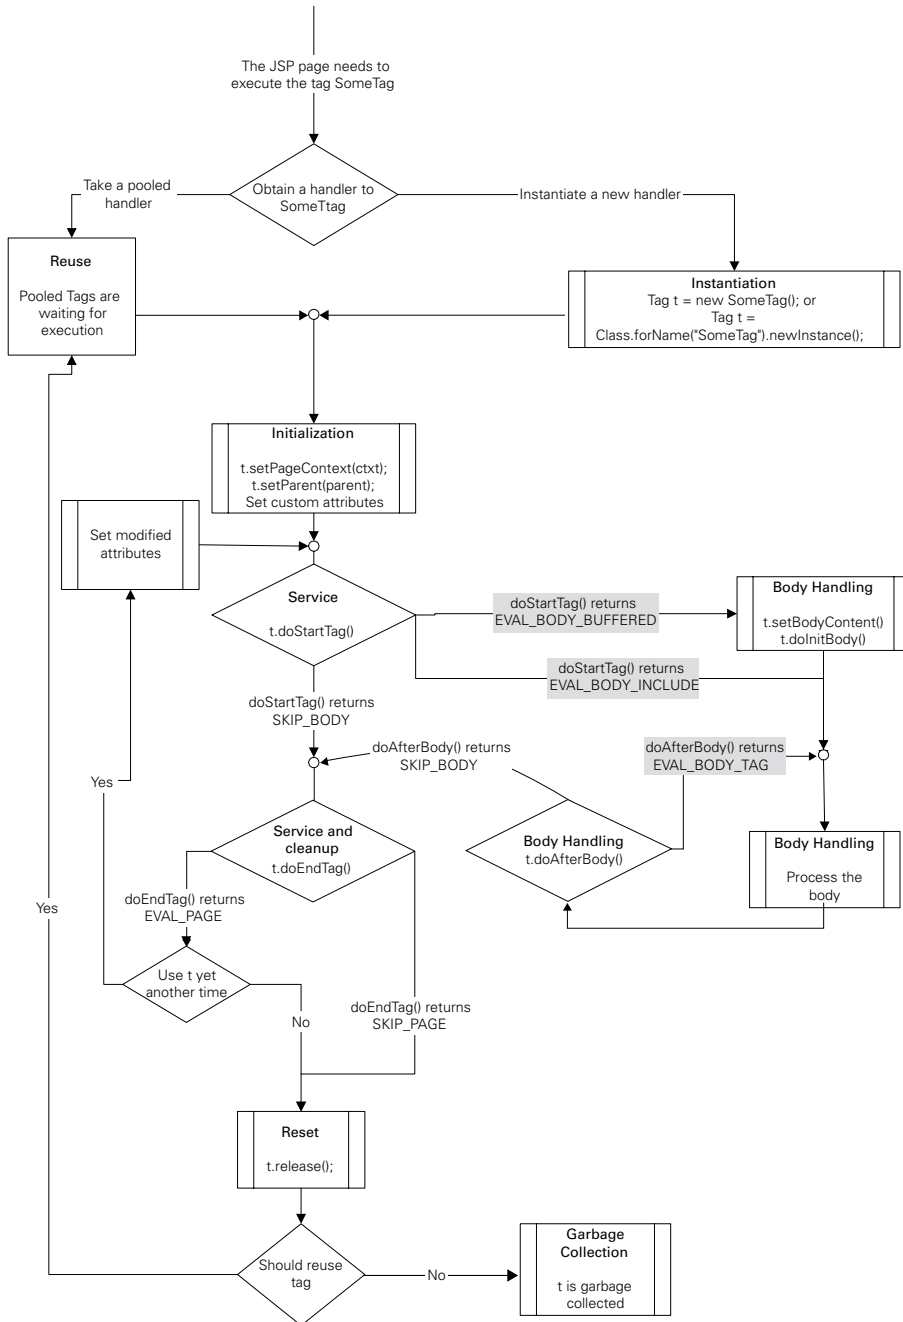 The JSP page needs to
execute the tag SomeTag
Obtain a handler to
SomeTtag
Take a pooled
handler
Instantiate a new handler
Reuse
Pooled Tags are
waiting for
execution
Instantiation
Tag t = new SomeTag(); or
Tag t =
Class.forName("SomeTag").newInstance();
Initialization
t.setPageContext(ctxt);
t.setParent(parent);
Set custom attributes
Set modified
attributes
Service
t.doStartTag()
doStartTag() returns
EVAL_BODY_BUFFERED
Body Handling
t.setBodyContent()
t.doInitBody()
doStartTag() returns
EVAL_BODY_INCLUDE
doStartTag() returns
SKIP_BODY
doAfterBody() returns
SKIP_BODY
doAfterBody() returns
EVAL_BODY_TAG
Yes
Service and
cleanup
t.doEndTag()
Body Handling
t.doAfterBody()
Body Handling
Process the
body
Yes
doEndTag() returns
EVAL_PAGE
Use t yet
another time
No
doEndTag() returns
SKIP_PAGE
Reset
t.release();
Should reuse
tag
No
Garbage
Collection
t is garbage
collected